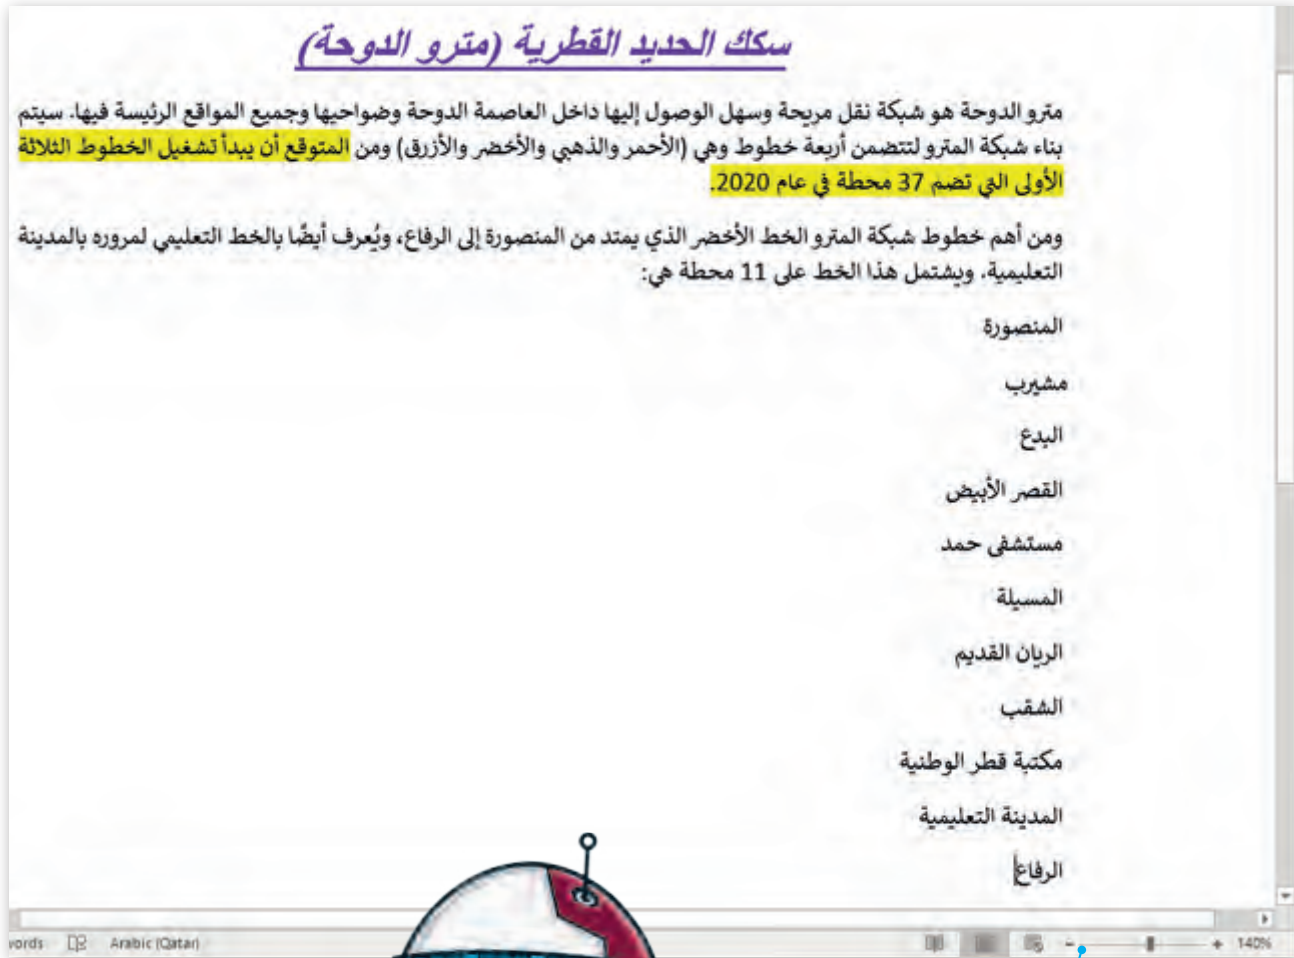 سكك الحديد القطرية (مترو الدوحة)
مترو الدوحة هو شبكة نقل مريحة وسهل الوصول إليها داخل العاصمة الدوحة وضواحيها وجميع المواقع الرئيسة فيها. سيتم
بناء شبكة المترو لتتضمن أربعة خطوط وهي (الأحمر والذهبي والأخضر والأزرق) ومن المتوقع أن يبدأ تشغيل الخطوط الثلاثة
الأولى التي تضم 37 محطة في عام 2020.
ومن أهم خطوط شبكة المترو الخط الأخضر الذي يمتد من المنصورة إلى الرفاع، ويُعرف أيضًا بالخط التعليمي لمروره بالمدينة
التعليمية. ويشتمل هذا الخط على 11 محطة هي:
المنصورة
مشيرب
البدع
القصر الأبيض
مستشفى حمد
المسيلة
الريان القديم
الشقب
مكتبة قطر الوطنية
المدينة التعليمية
الرفاع
vords Arabic (Qatar) - + 140%